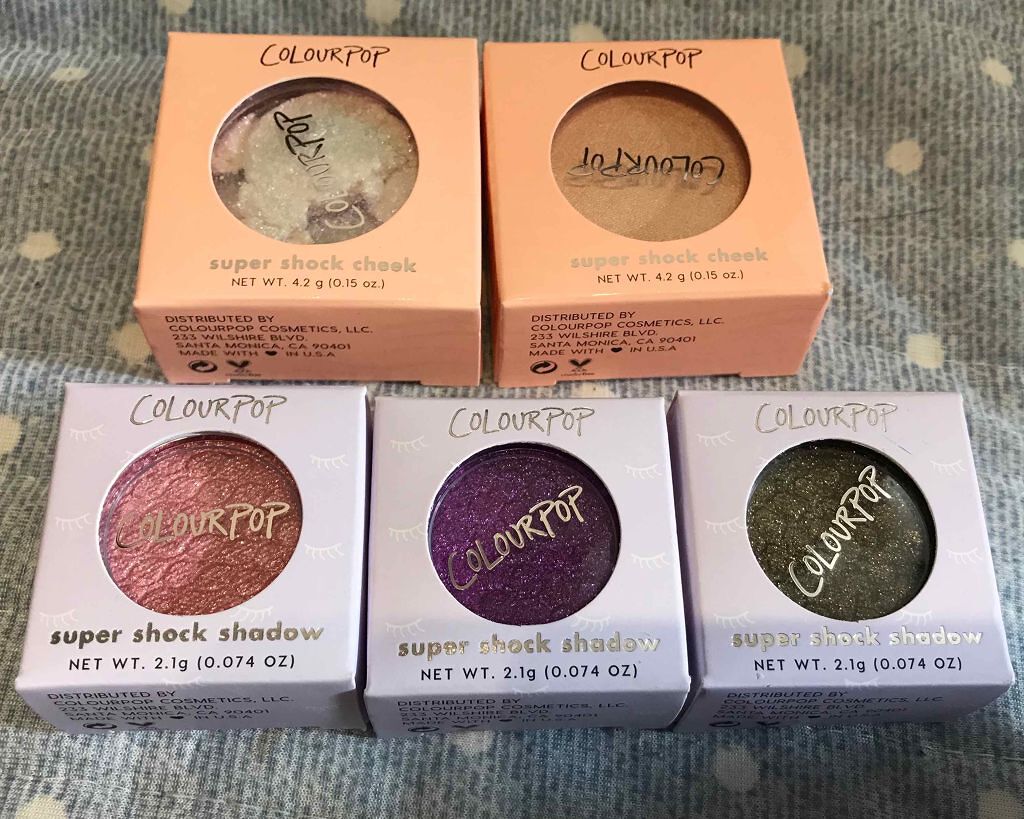 COLOURPOP
COLOURPOP
super shock cheek
NET WT. 4.2 g (0.15 oz.)
DISTRIBUTED BY
COLOURPOP COSMETICS, LLC.
233 WILSHIRE BLVD.
SANTA MONICA, CA 90401
MADE WITH ♥ IN U.S.A
COLOURPOP
COLOURPOP
super shock cheek
NET WT. 4.2 g (0.15 oz.)
DISTRIBUTED BY
COLOURPOP COSMETICS, LLC.
233 WILSHIRE BLVD.
SANTA MONICA, CA 90401
MADE WITH ♥ IN U.S.A
COLOURPOP
COLOURPOP
super shock shadow
NET WT. 2.1g (0.074 OZ)
DISTRIBUTED BY
COLOURPOP COSMETICS, LLC.
COLOURPOP
COLOURPOP
super shock shadow
NET WT. 2.1g (0.074 OZ)
DISTRIBUTED BY
COLOURPOP COSMETICS, LLC.
COLOURPOP
COLOURPOP
super shock shadow
NET WT. 2.1g (0.074 OZ)
DISTRIBUTED BY
COLOURPOP COSMETICS, LLC.